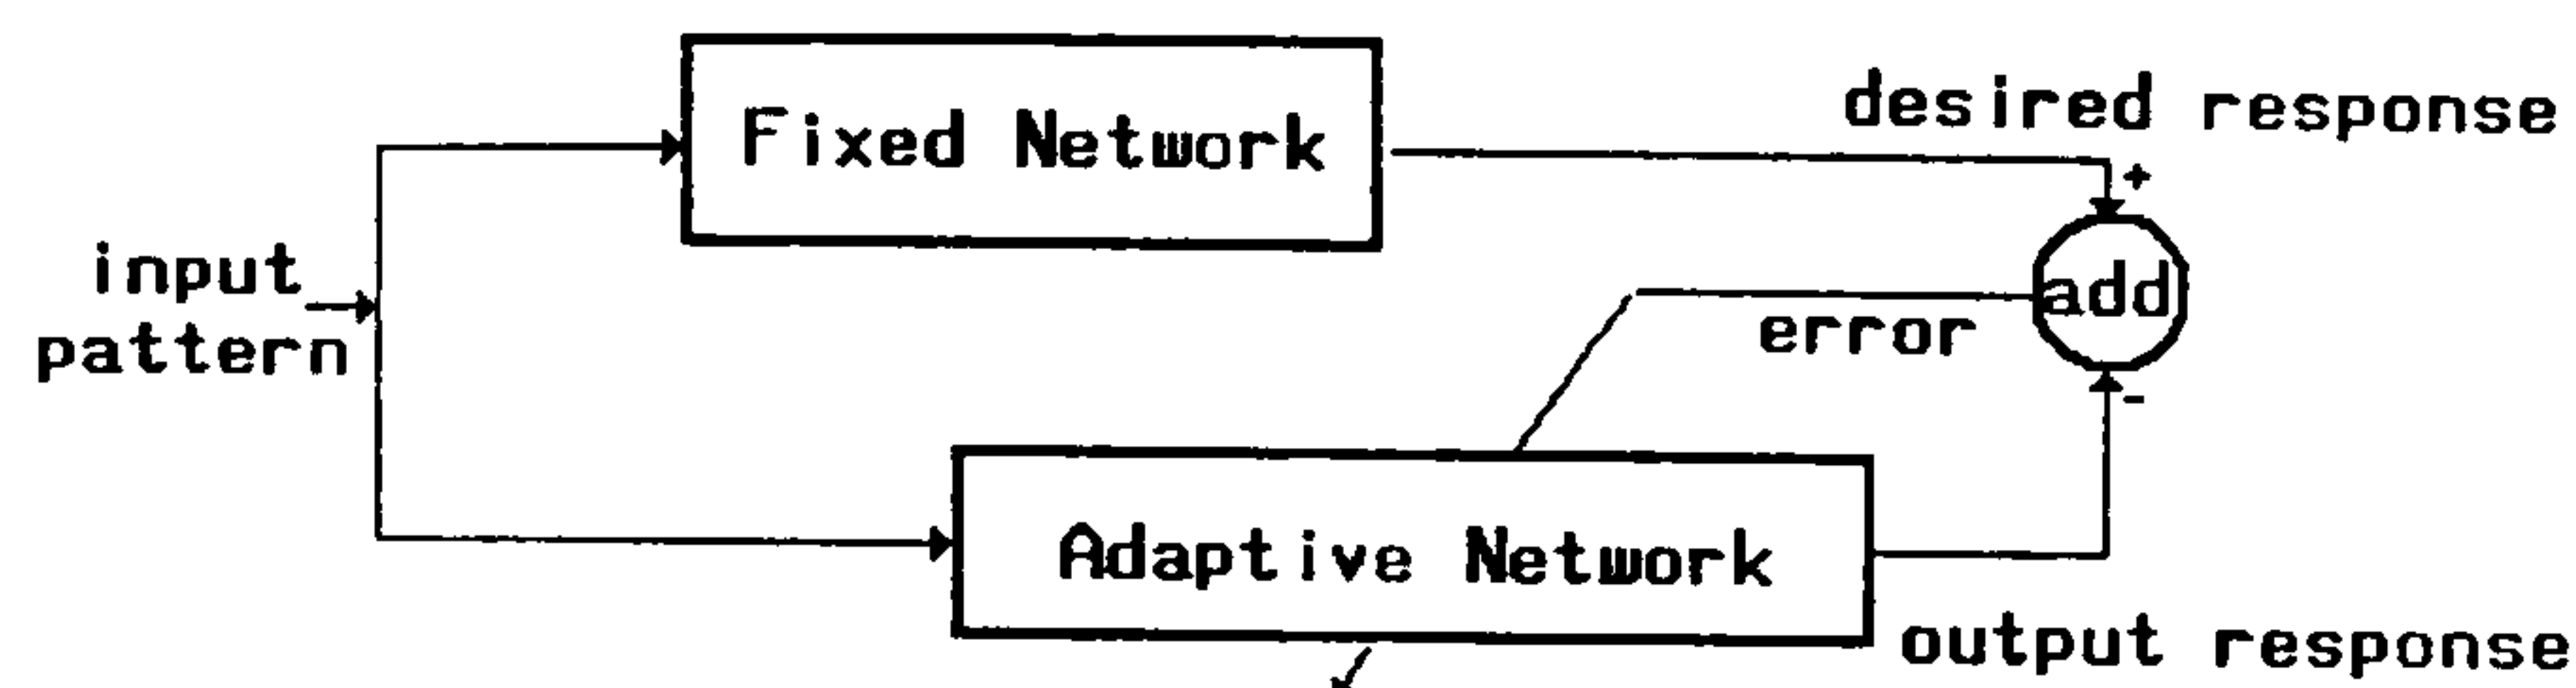 Fixed Network
desired response
+
input
pattern
add
error
-
Adaptive Network
output response